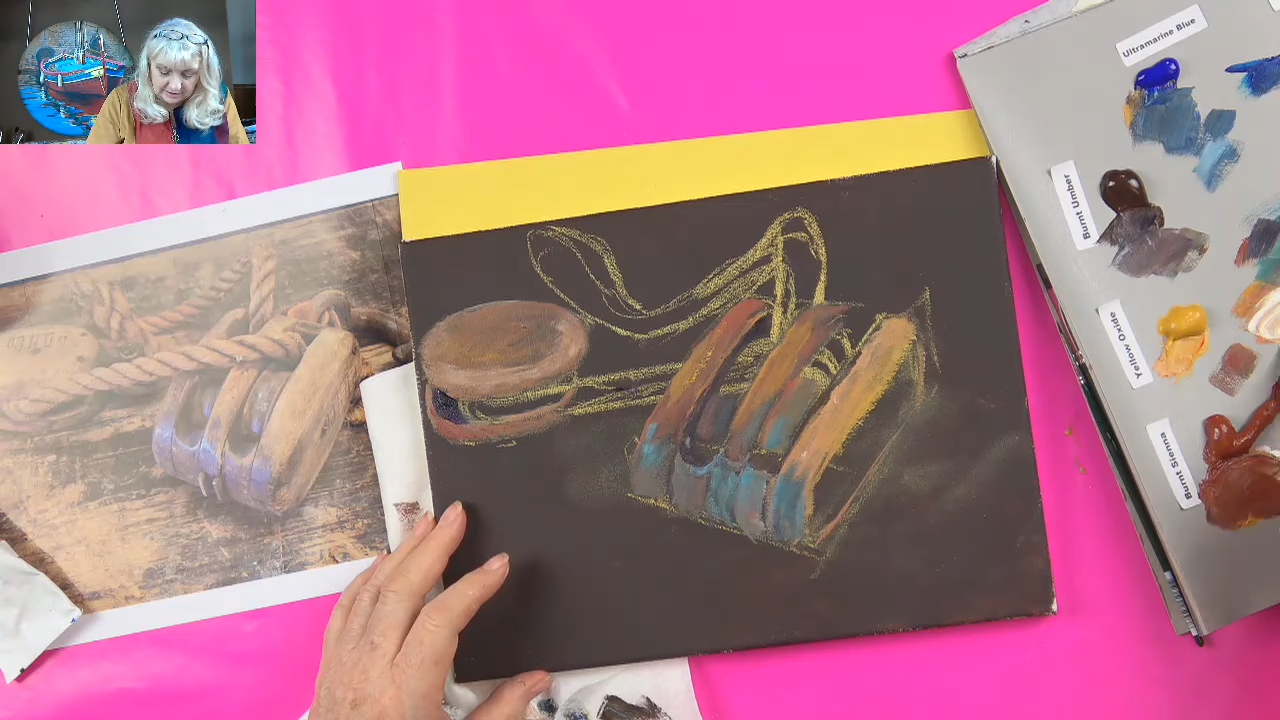 Ultramarine Blue
Burnt Umber
Yellow Oxide
Burnt Sienna